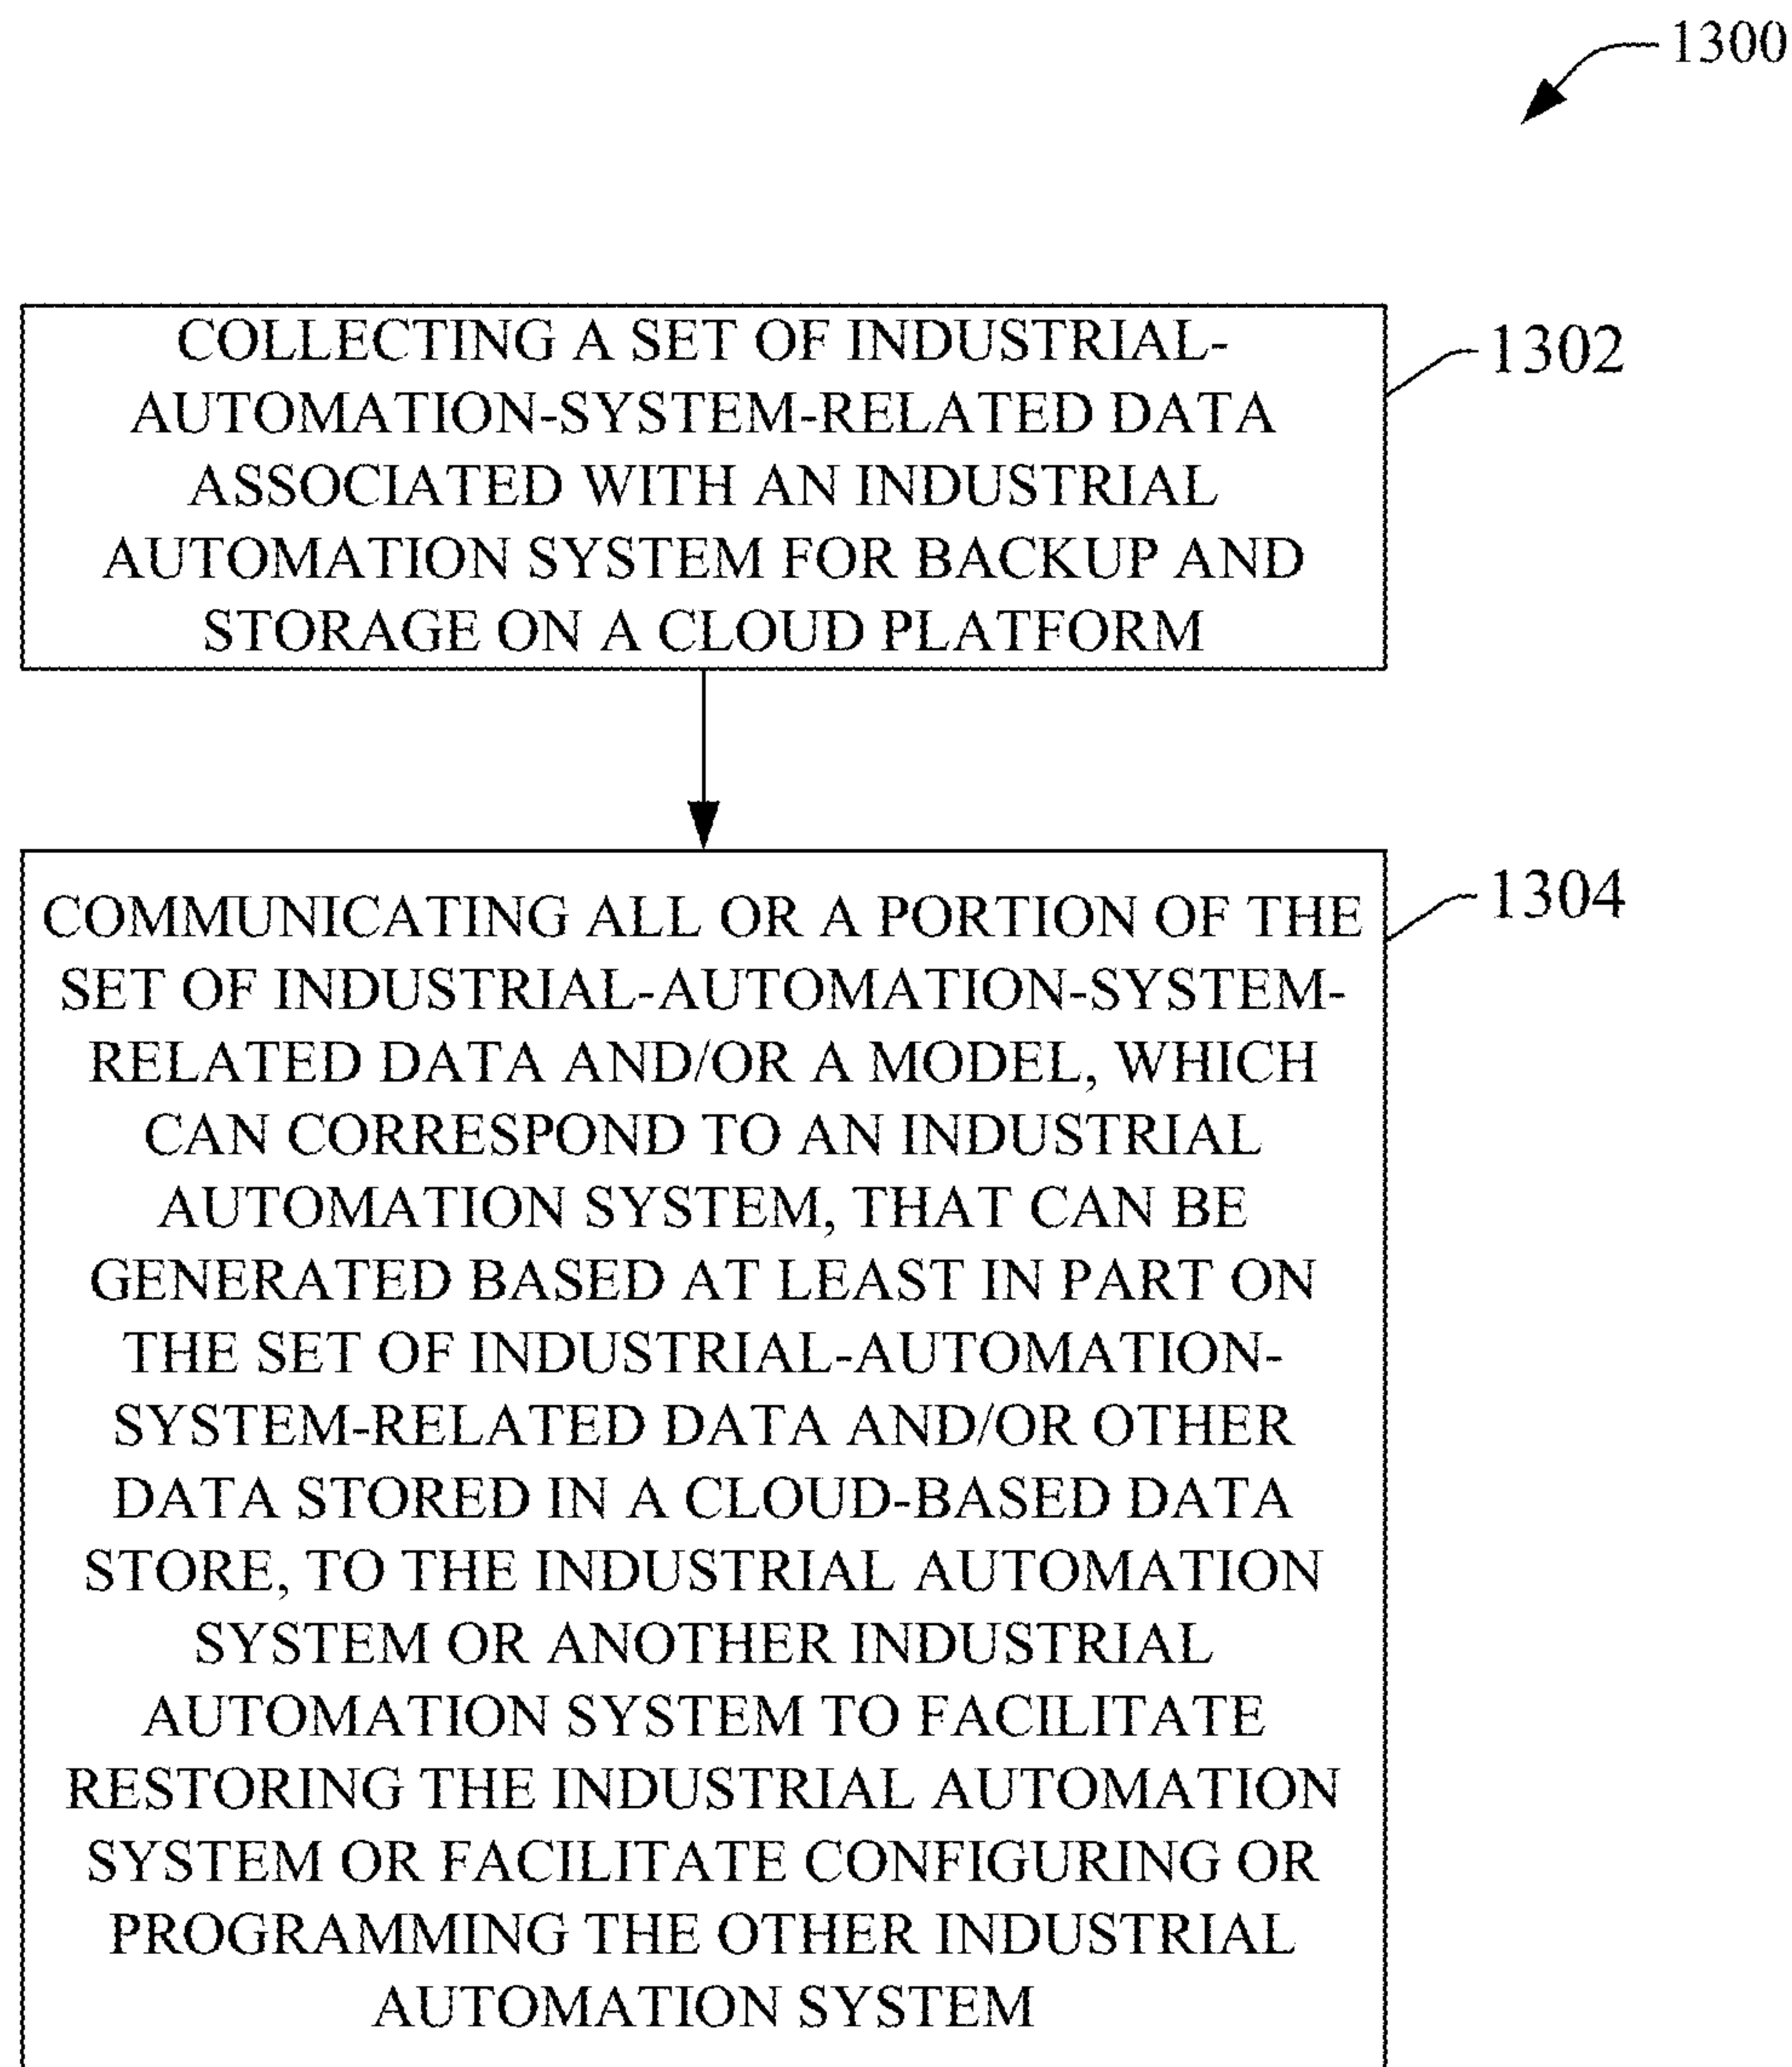 1300
COLLECTING A SET OF INDUSTRIAL-
AUTOMATION-SYSTEM-RELATED DATA
ASSOCIATED WITH AN INDUSTRIAL
AUTOMATION SYSTEM FOR BACKUP AND
STORAGE ON A CLOUD PLATFORM
1302
COMMUNICATING ALL OR A PORTION OF THE
SET OF INDUSTRIAL-AUTOMATION-SYSTEM-
RELATED DATA AND/OR A MODEL, WHICH
CAN CORRESPOND TO AN INDUSTRIAL
AUTOMATION SYSTEM, THAT CAN BE
GENERATED BASED AT LEAST IN PART ON
THE SET OF INDUSTRIAL-AUTOMATION-
SYSTEM-RELATED DATA AND/OR OTHER
DATA STORED IN A CLOUD-BASED DATA
STORE, TO THE INDUSTRIAL AUTOMATION
SYSTEM OR ANOTHER INDUSTRIAL
AUTOMATION SYSTEM TO FACILITATE
RESTORING THE INDUSTRIAL AUTOMATION
SYSTEM OR FACILITATE CONFIGURING OR
PROGRAMMING THE OTHER INDUSTRIAL
AUTOMATION SYSTEM
1304